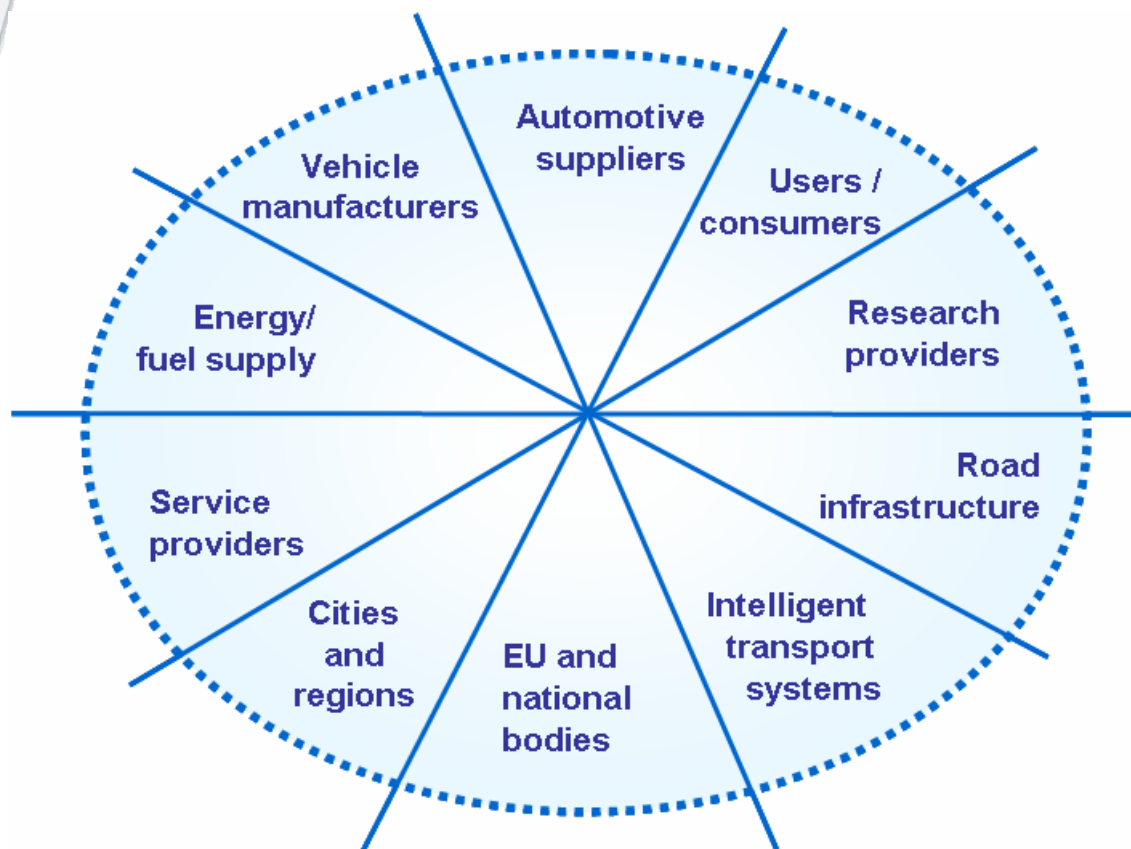 Automotive
suppliers
Users /
consumers
Research
providers
Road
infrastructure
Intelligent
transport
systems
EU and
national
bodies
Cities
and
regions
Service
providers
Energy/
fuel supply
Vehicle
manufacturers